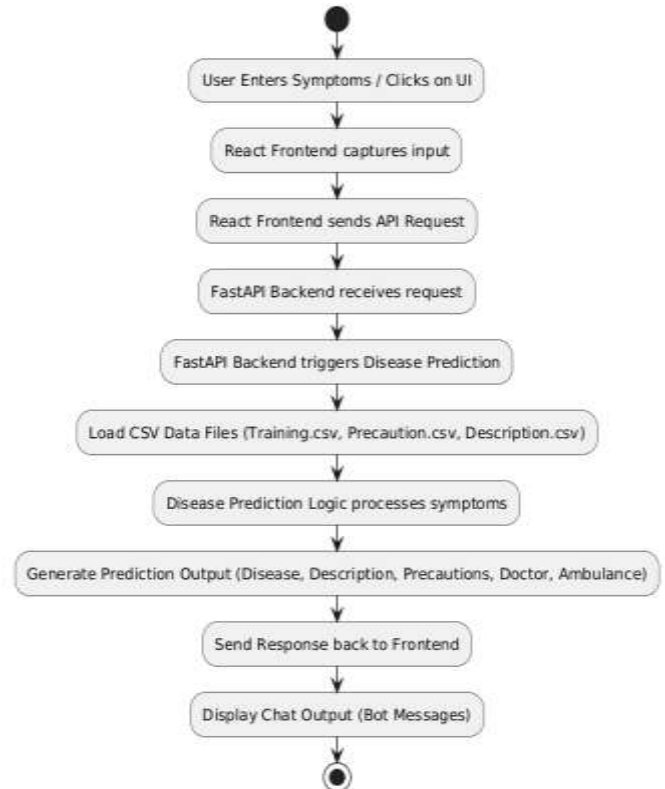 User Enters Symptoms / Clicks on UI
React Frontend captures input
React Frontend sends API Request
FastAPI Backend receives request
FastAPI Backend triggers Disease Prediction
Load CSV Data Files (Training.csv, Precaution.csv, Description.csv)
Disease Prediction Logic processes symptoms
Generate Prediction Output (Disease, Description, Precautions, Doctor, Ambulance)
Send Response back to Frontend
Display Chat Output (Bot Messages)